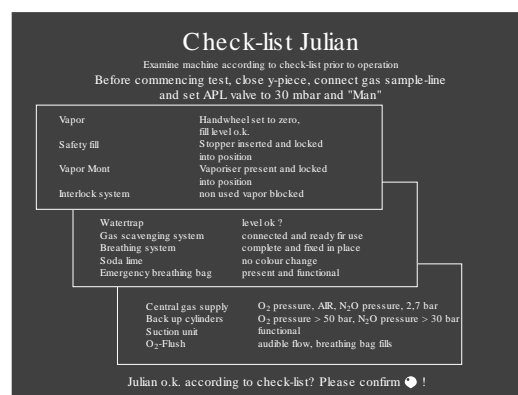 Check-list Julian
Examine machine according to check-list prior to operation
Before commencing test, close y-piece, connect gas sample-line
and set APL valve to 30 mbar and "Man"
Vapor Handwheel set to zero,
fill level o.k.
Safety fill Stopper inserted and locked
into position
Vapor Mont Vaporiser present and locked
into position
Interlock system non used vapor blocked
Watertrap level ok ?
Gas scavenging system connected and ready fir use
Breathing system complete and fixed in place
Soda lime no colour change
Emergency breathing bag present and functional
Central gas supply O₂ pressure, AIR, N₂O pressure, 2,7 bar
Back up cylinders O₂ pressure > 50 bar, N₂O pressure > 30 bar
Suction unit functional
O₂-Flush audible flow, breathing bag fills
Julian o.k. according to check-list? Please confirm !